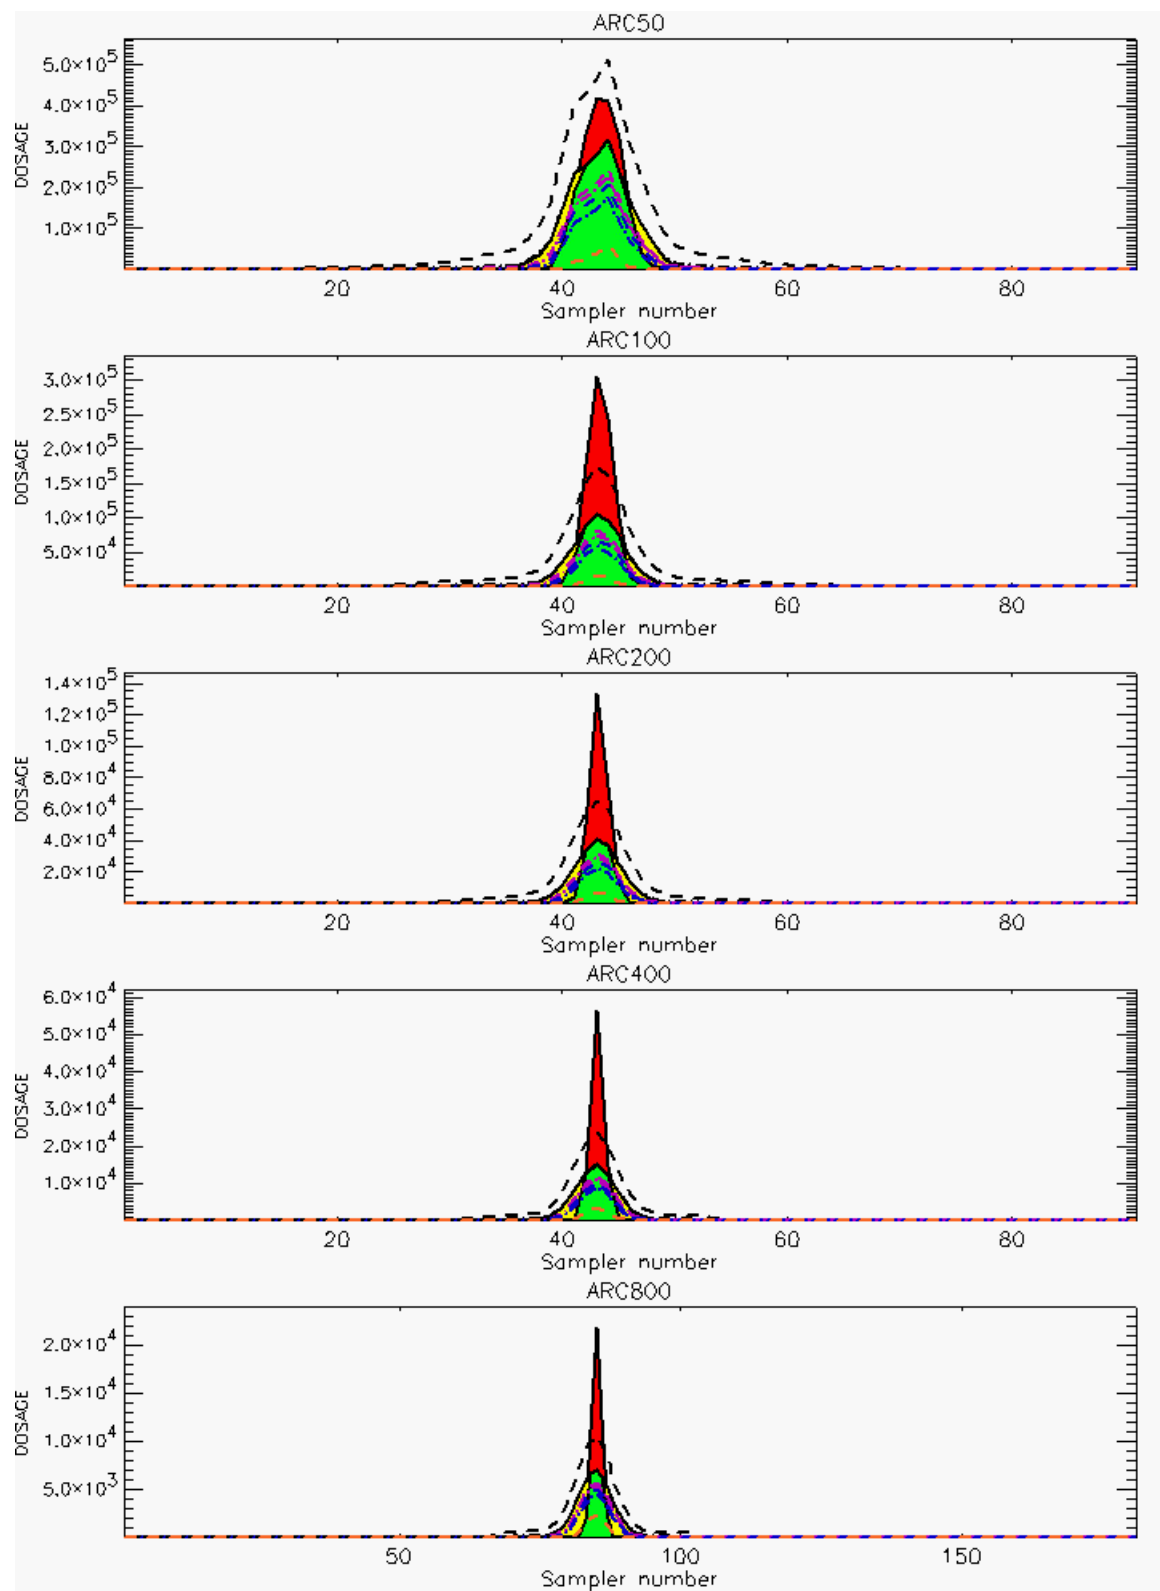 ARC50
5.0×10^5
4.0×10^5
3.0×10^5
2.0×10^5
1.0×10^5
DOSAGE
20 40 60 80
Sampler number
ARC100
3.0×10^5
2.5×10^5
2.0×10^5
1.5×10^5
1.0×10^5
5.0×10^4
DOSAGE
20 40 60 80
Sampler number
ARC200
1.4×10^5
1.2×10^5
1.0×10^5
8.0×10^4
6.0×10^4
4.0×10^4
2.0×10^4
DOSAGE
20 40 60 80
Sampler number
ARC400
6.0×10^4
5.0×10^4
4.0×10^4
3.0×10^4
2.0×10^4
1.0×10^4
DOSAGE
20 40 60 80
Sampler number
ARC800
2.0×10^4
1.5×10^4
1.0×10^4
5.0×10^3
DOSAGE
50 100 150
Sampler number